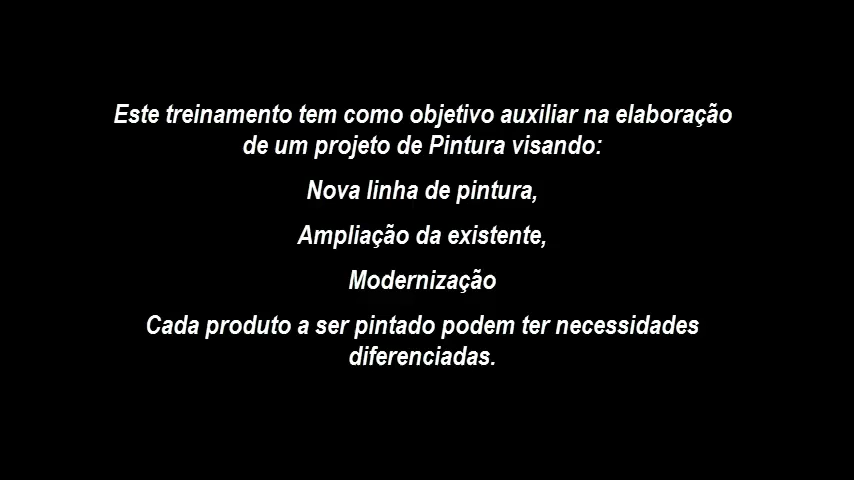 Este treinamento tem como objetivo auxiliar na elaboração
de um projeto de Pintura visando:
Nova linha de pintura,
Ampliação da existente,
Modernização
Cada produto a ser pintado podem ter necessidades
diferenciadas.